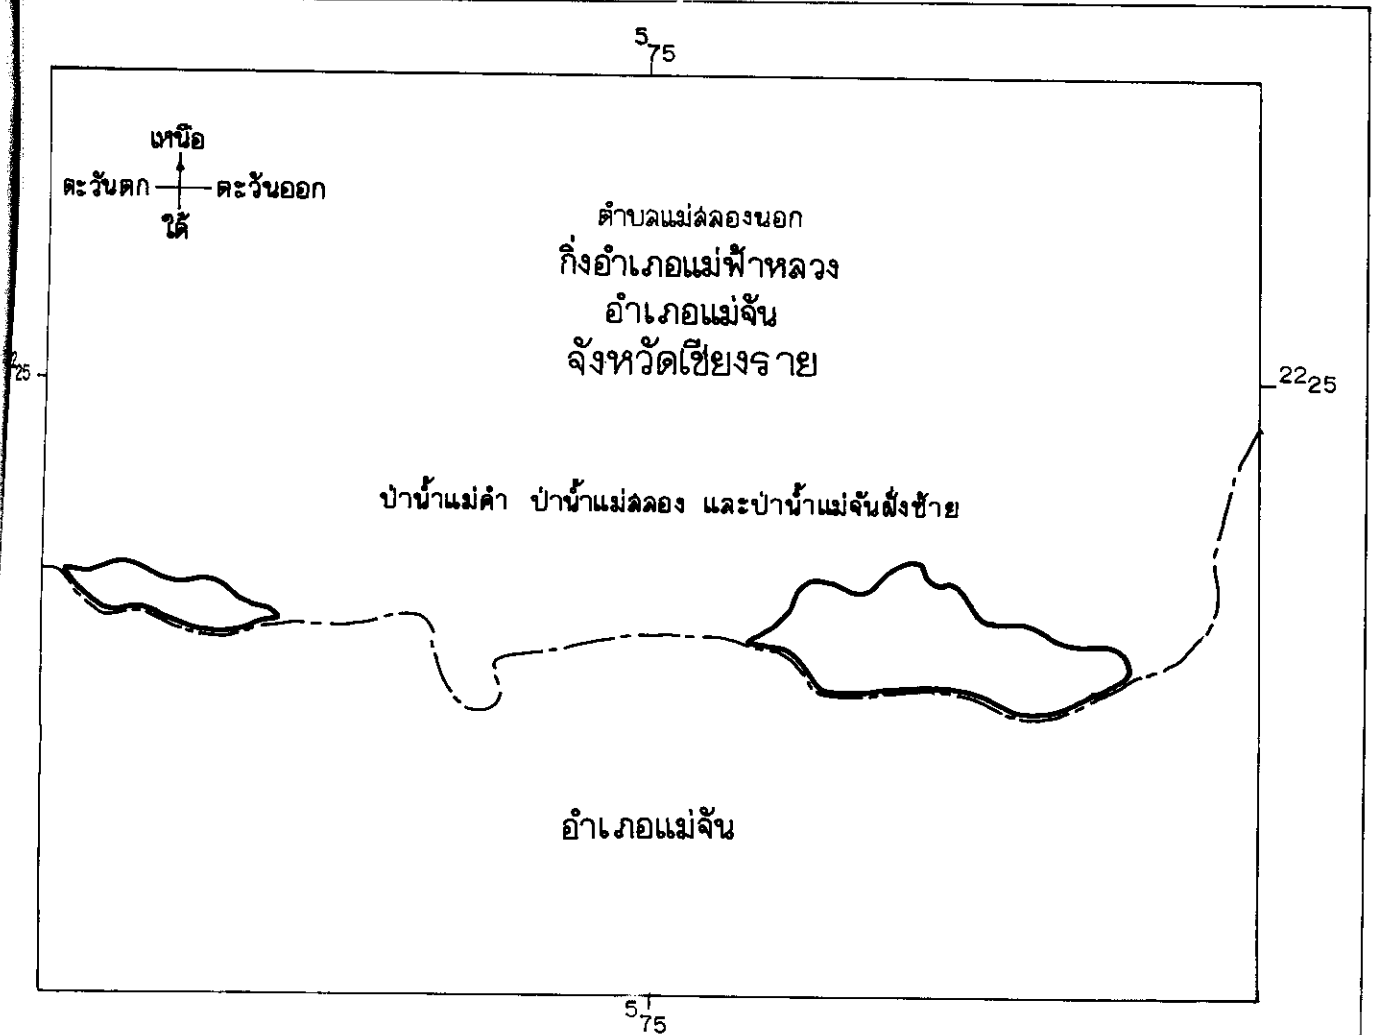 575
เหนือ
ตะวันตก ตะวันออก
ใต้
ตำบลแม่สลองนอก
กิ่งอำเภอแม่ฟ้าหลวง
อำเภอแม่จัน
จังหวัดเชียงราย
25 2225
ป่าน้ำแม่คำ ป่าน้ำแม่สลอง และป่าน้ำแม่จันฝั่งซ้าย
อำเภอแม่จัน
575